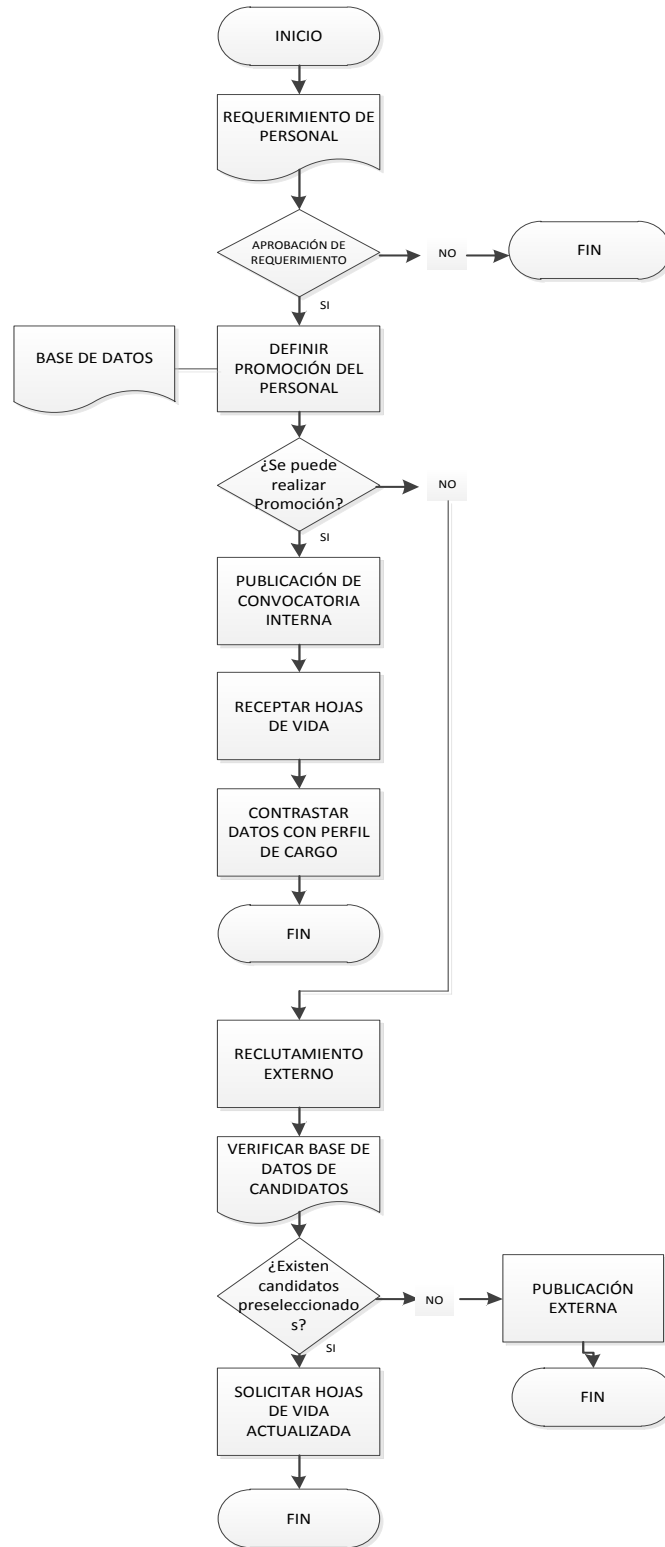 INICIO
REQUERIMIENTO DE
PERSONAL
APROBACIÓN DE
REQUERIMIENTO
NO
FIN
SI
BASE DE DATOS
DEFINIR
PROMOCIÓN DEL
PERSONAL
¿Se puede
realizar
Promoción?
NO
SI
PUBLICACIÓN DE
CONVOCATORIA
INTERNA
RECEPTAR HOJAS
DE VIDA
CONTRASTAR
DATOS CON PERFIL
DE CARGO
FIN
RECLUTAMIENTO
EXTERNO
VERIFICAR BASE DE
DATOS DE
CANDIDATOS
¿Existen
candidatos
preseleccionado
s?
NO
PUBLICACIÓN
EXTERNA
SI
FIN
SOLICITAR HOJAS
DE VIDA
ACTUALIZADA
FIN